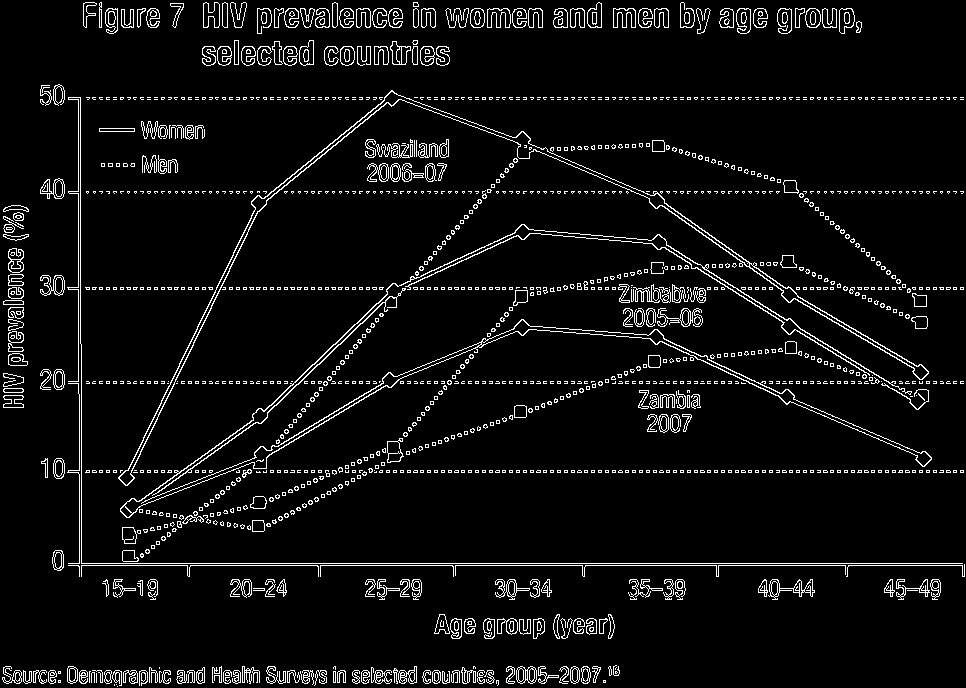 Figure 7 HIV prevalence in women and men by age group,
selected countries
50
40
30
20
10
0
HIV prevalence (%)
Women
Men
Swaziland
2006–07
Zimbabwe
2005–06
Zambia
2007
15–19 20–24 25–29 30–34 35–39 40–44 45–49
Age group (year)
Source: Demographic and Health Surveys in selected countries, 2005–2007.¹⁶